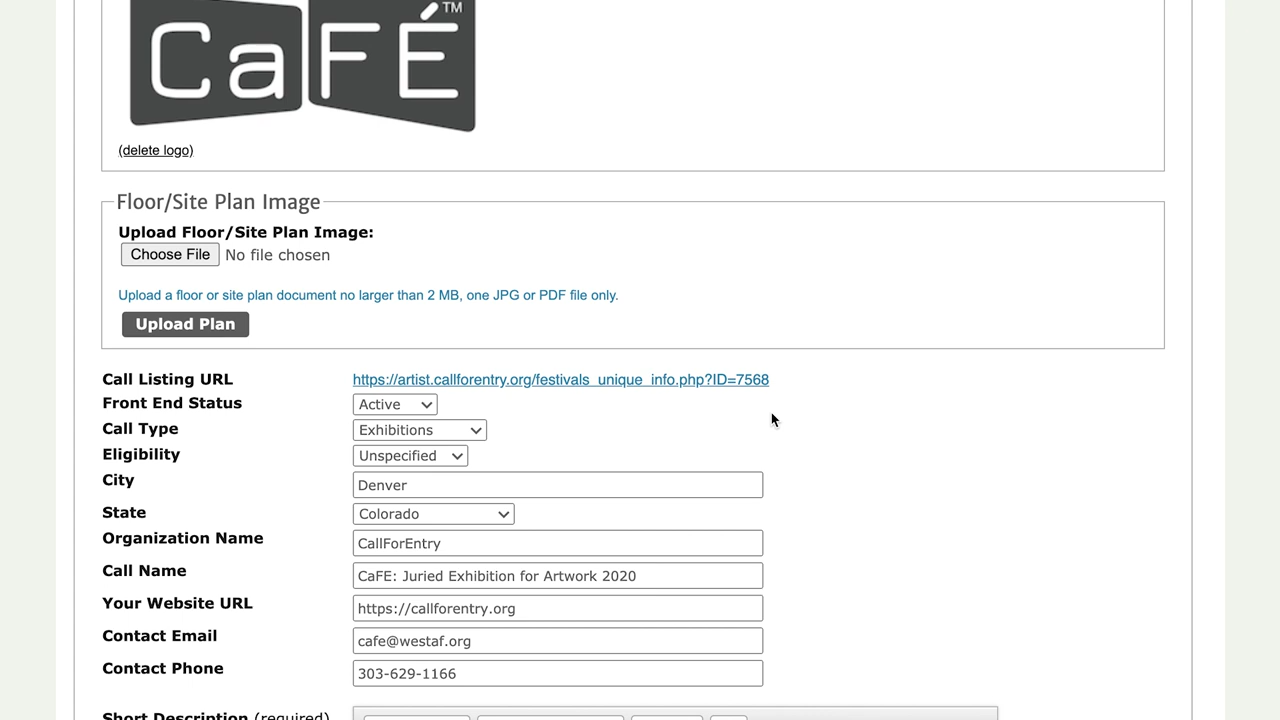 CaFÉ™
(delete logo)
Floor/Site Plan Image
Upload Floor/Site Plan Image:
Choose File No file chosen
Upload a floor or site plan document no larger than 2 MB, one JPG or PDF file only.
Upload Plan
Call Listing URL https://artist.callforentry.org/festivals_unique_info.php?ID=7568
Front End Status Active
Call Type Exhibitions
Eligibility Unspecified
City Denver
State Colorado
Organization Name CallForEntry
Call Name CaFE: Juried Exhibition for Artwork 2020
Your Website URL https://callforentry.org
Contact Email cafe@westaf.org
Contact Phone 303-629-1166
Short Description (required)